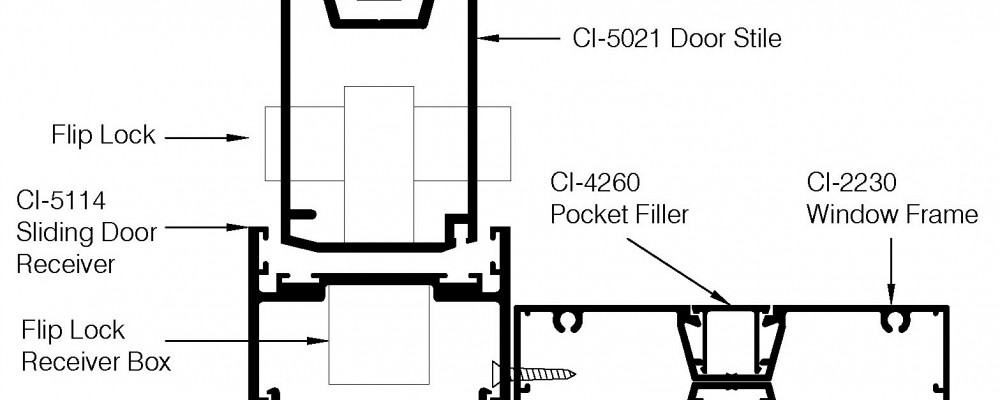 CI-5021 Door Stile
Flip Lock
CI-5114
Sliding Door
Receiver
CI-4260
Pocket Filler
CI-2230
Window Frame
Flip Lock
Receiver Box